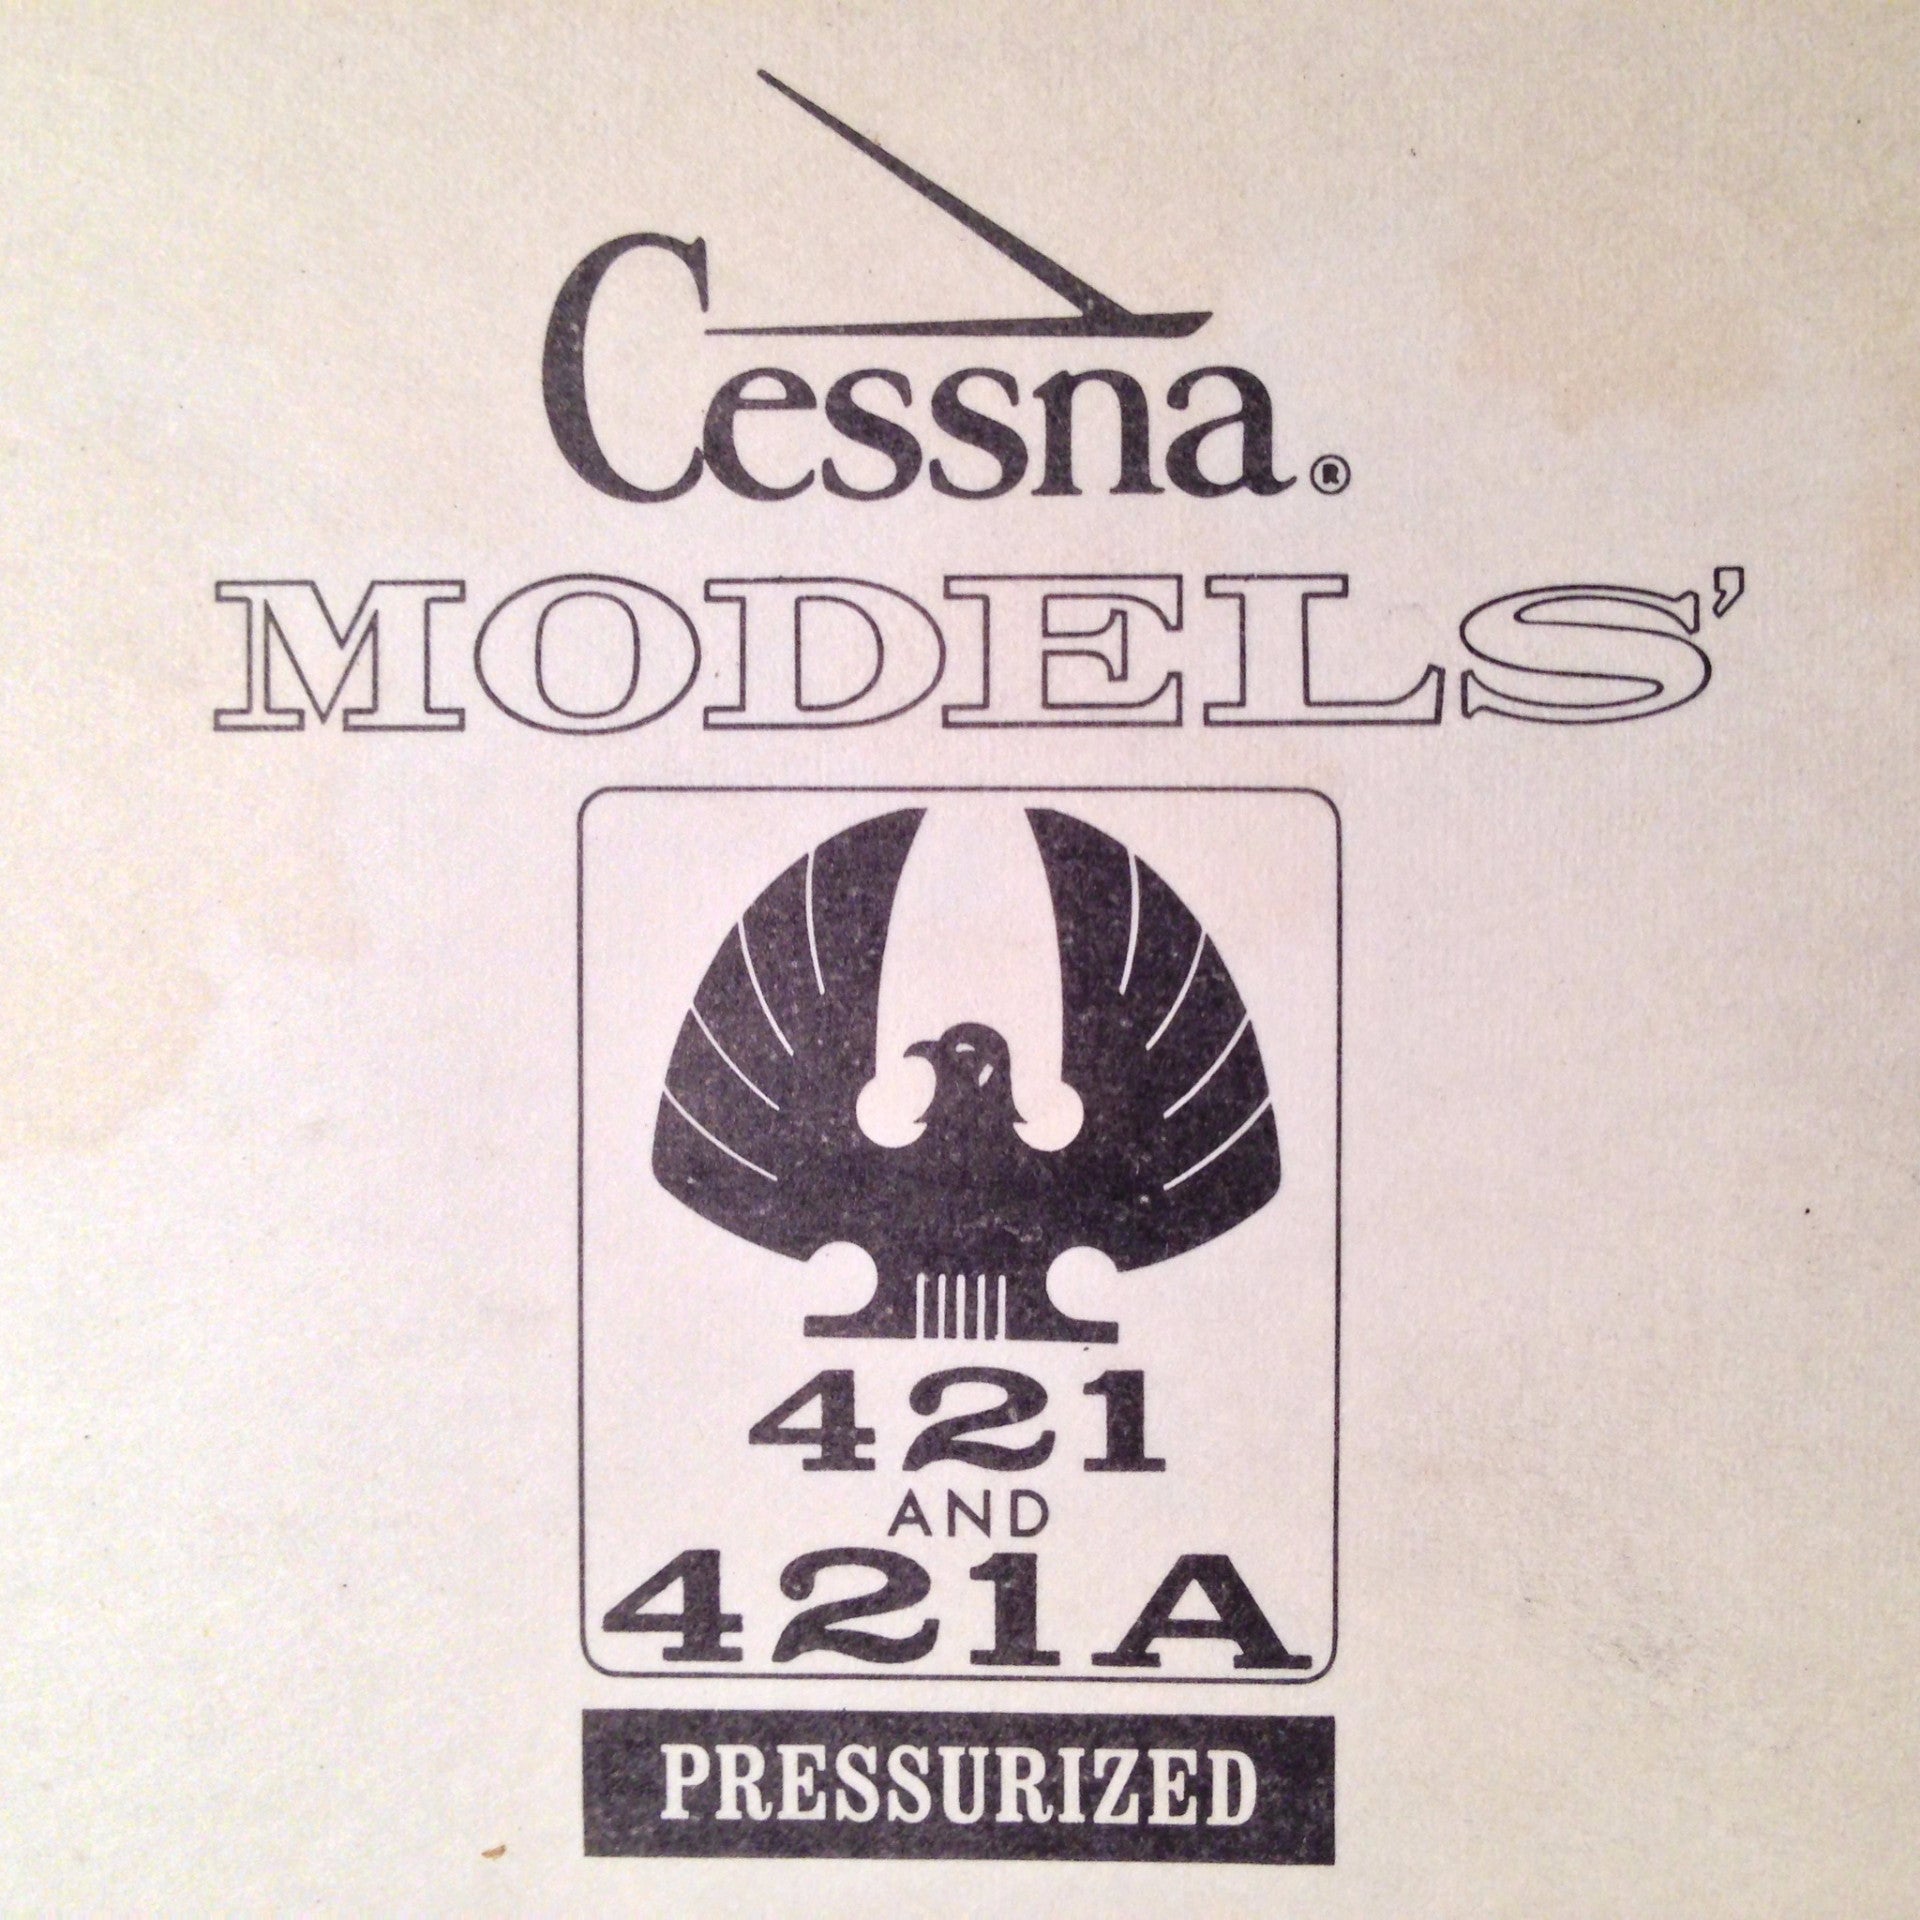 Cessna®
MODELS'
421
AND
421A
PRESSURIZED